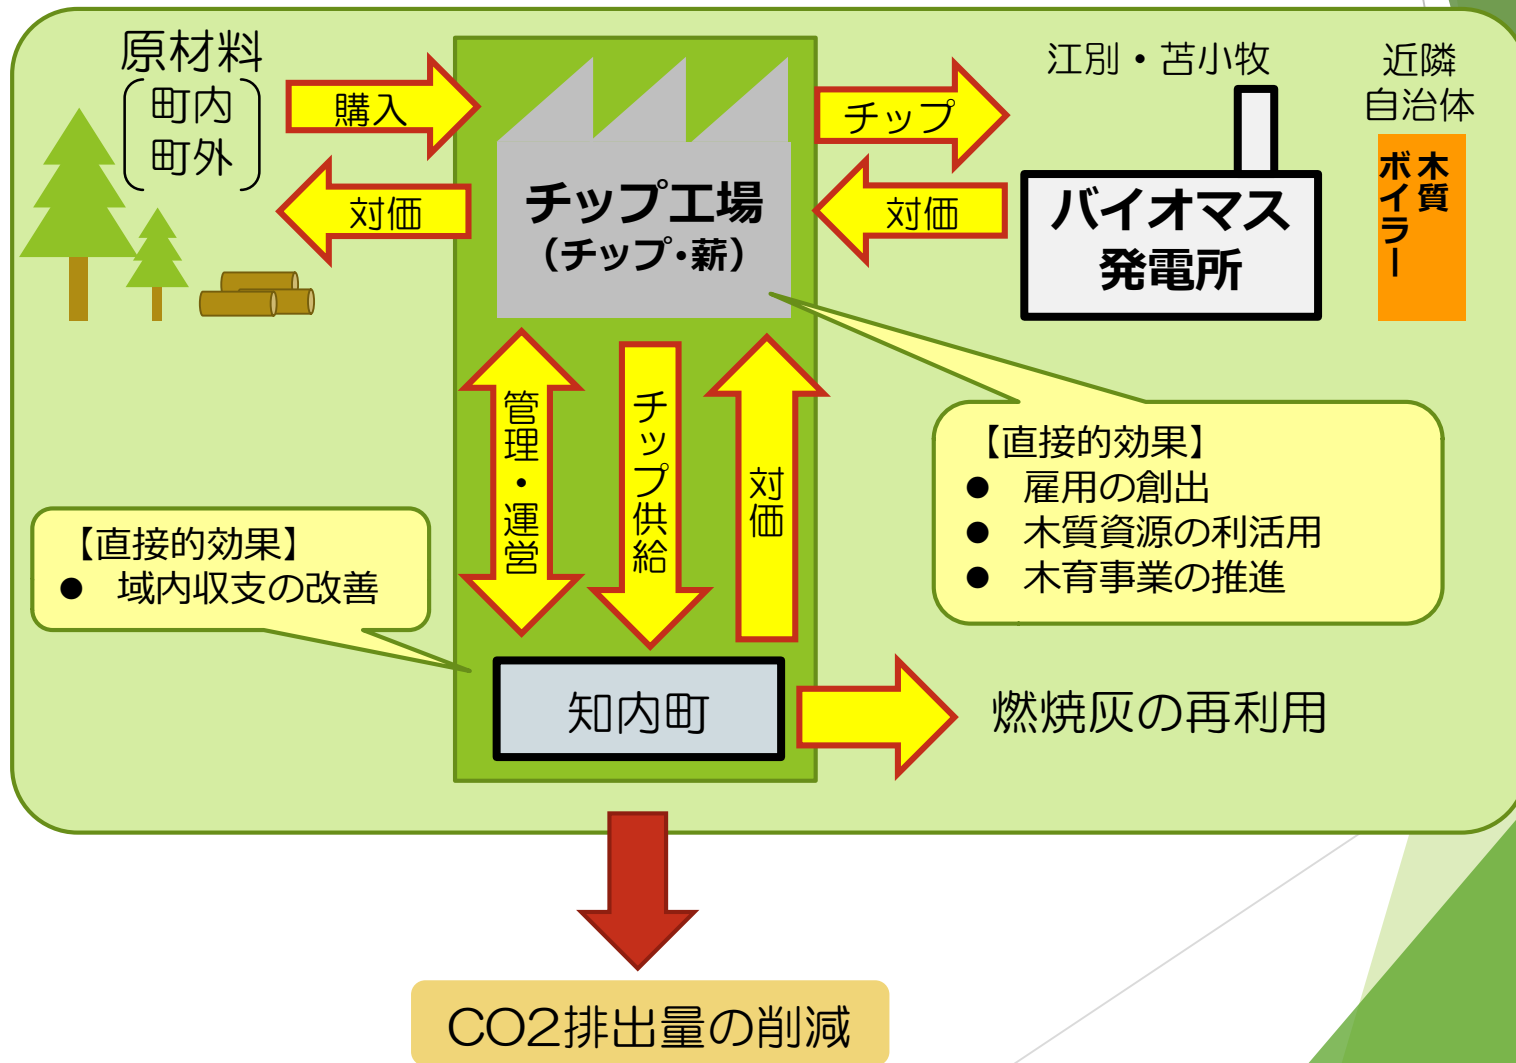 原材料
町内
町外
購入
対価
チップ工場
（チップ・薪）
チップ
対価
江別・苫小牧
バイオマス
発電所
近隣
自治体
木質
ボイラー
管理・運営
チップ供給
対価
【直接的効果】
● 雇用の創出
● 木質資源の利活用
● 木育事業の推進
【直接的効果】
● 域内収支の改善
知内町
燃焼灰の再利用
CO2排出量の削減